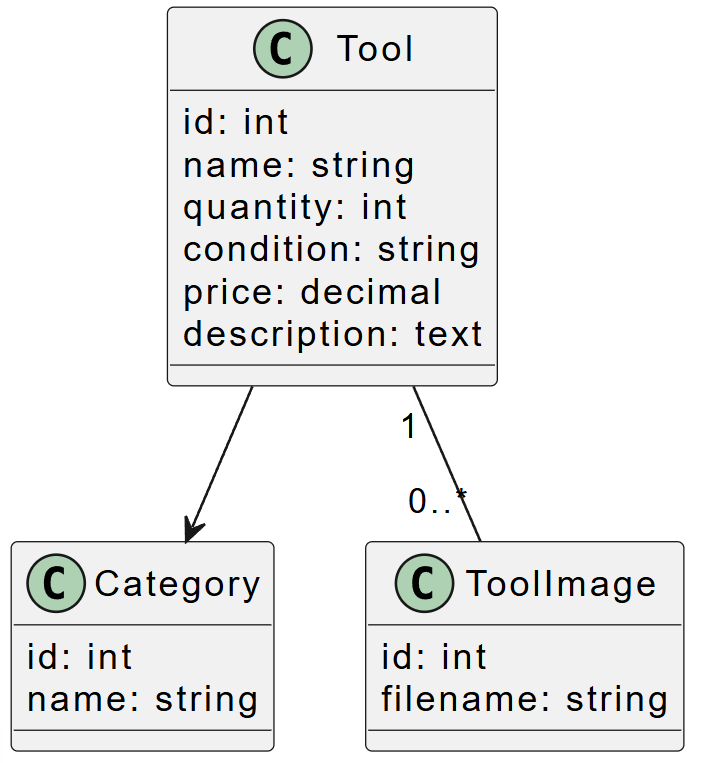 C Tool
id: int
name: string
quantity: int
condition: string
price: decimal
description: text
1
0..*
C Category
id: int
name: string
C ToolImage
id: int
filename: string